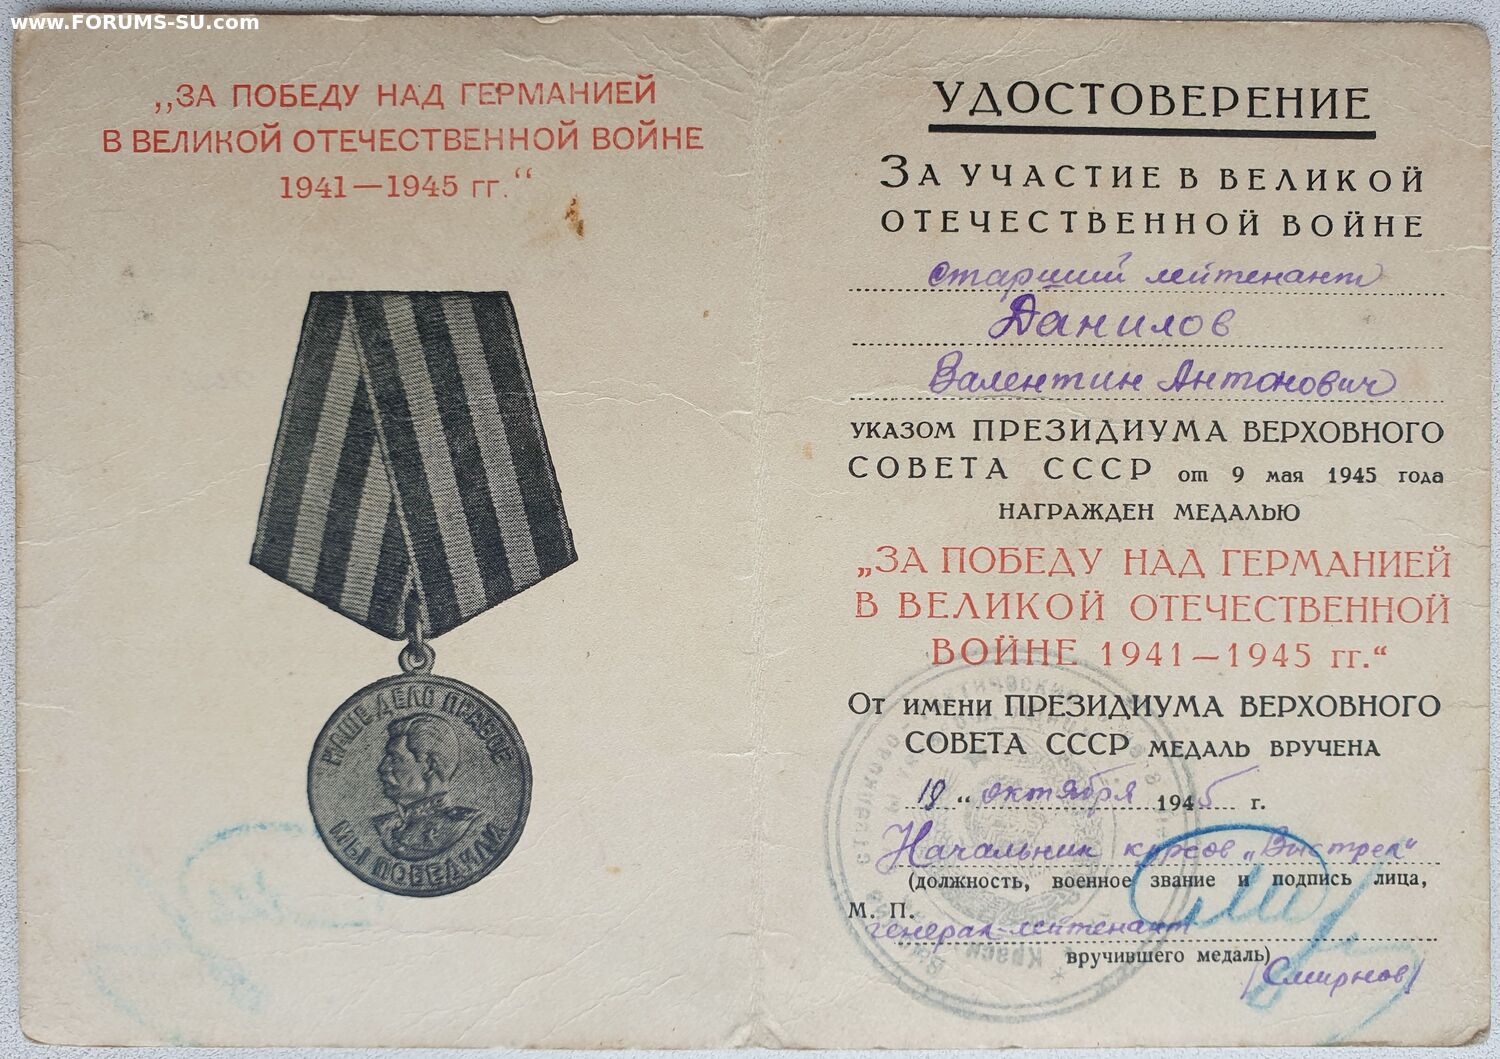 www.FORUMS-SU.com
„ЗА ПОБЕДУ НАД ГЕРМАНИЕЙ
В ВЕЛИКОЙ ОТЕЧЕСТВЕННОЙ ВОЙНЕ
1941—1945 гг.“
НАШЕ ДЕЛО ПРАВОЕ
МЫ ПОБЕДИЛИ
УДОСТОВЕРЕНИЕ
ЗА УЧАСТИЕ В ВЕЛИКОЙ
ОТЕЧЕСТВЕННОЙ ВОЙНЕ
старший лейтенант
Данилов
Валентин Антонович
УКАЗОМ ПРЕЗИДИУМА ВЕРХОВНОГО
СОВЕТА СССР от 9 мая 1945 года
НАГРАЖДЕН МЕДАЛЬЮ
„ЗА ПОБЕДУ НАД ГЕРМАНИЕЙ
В ВЕЛИКОЙ ОТЕЧЕСТВЕННОЙ
ВОЙНЕ 1941—1945 гг.“
От имени ПРЕЗИДИУМА ВЕРХОВНОГО
СОВЕТА СССР МЕДАЛЬ ВРУЧЕНА
„ октября 1945 г.
Начальник курсов „Выстрел“
(должность, военное звание и подпись лица,
М. П.
генерал-лейтенант
вручившего медаль)
(Смирнов)